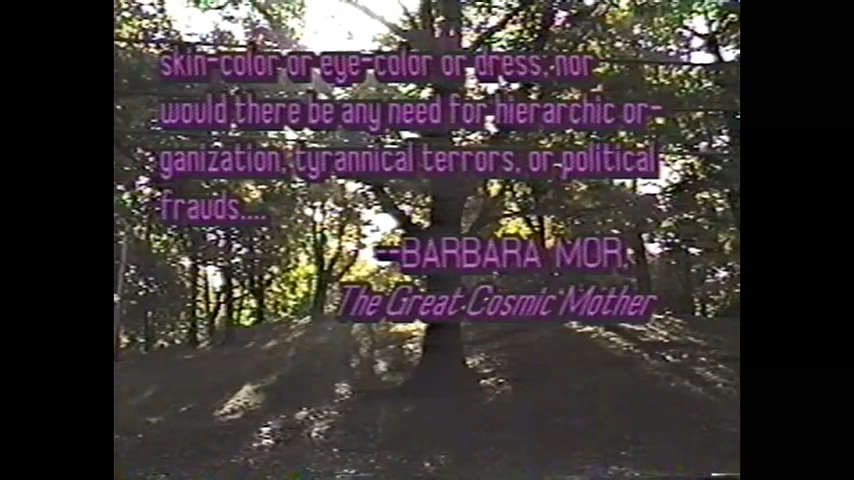 skin-color or eye-color or dress, nor
would there be any need for hierarchic or-
ganization, tyrannical terrors, or political
frauds....
--BARBARA MOR,
The Great Cosmic Mother